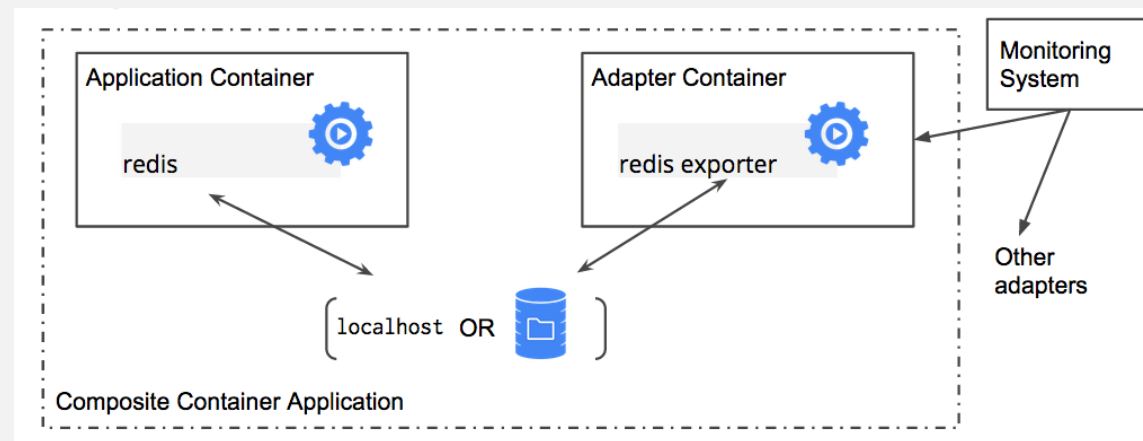 Application Container
redis
Adapter Container
redis exporter
Monitoring
System
Other
adapters
localhost OR
Composite Container Application